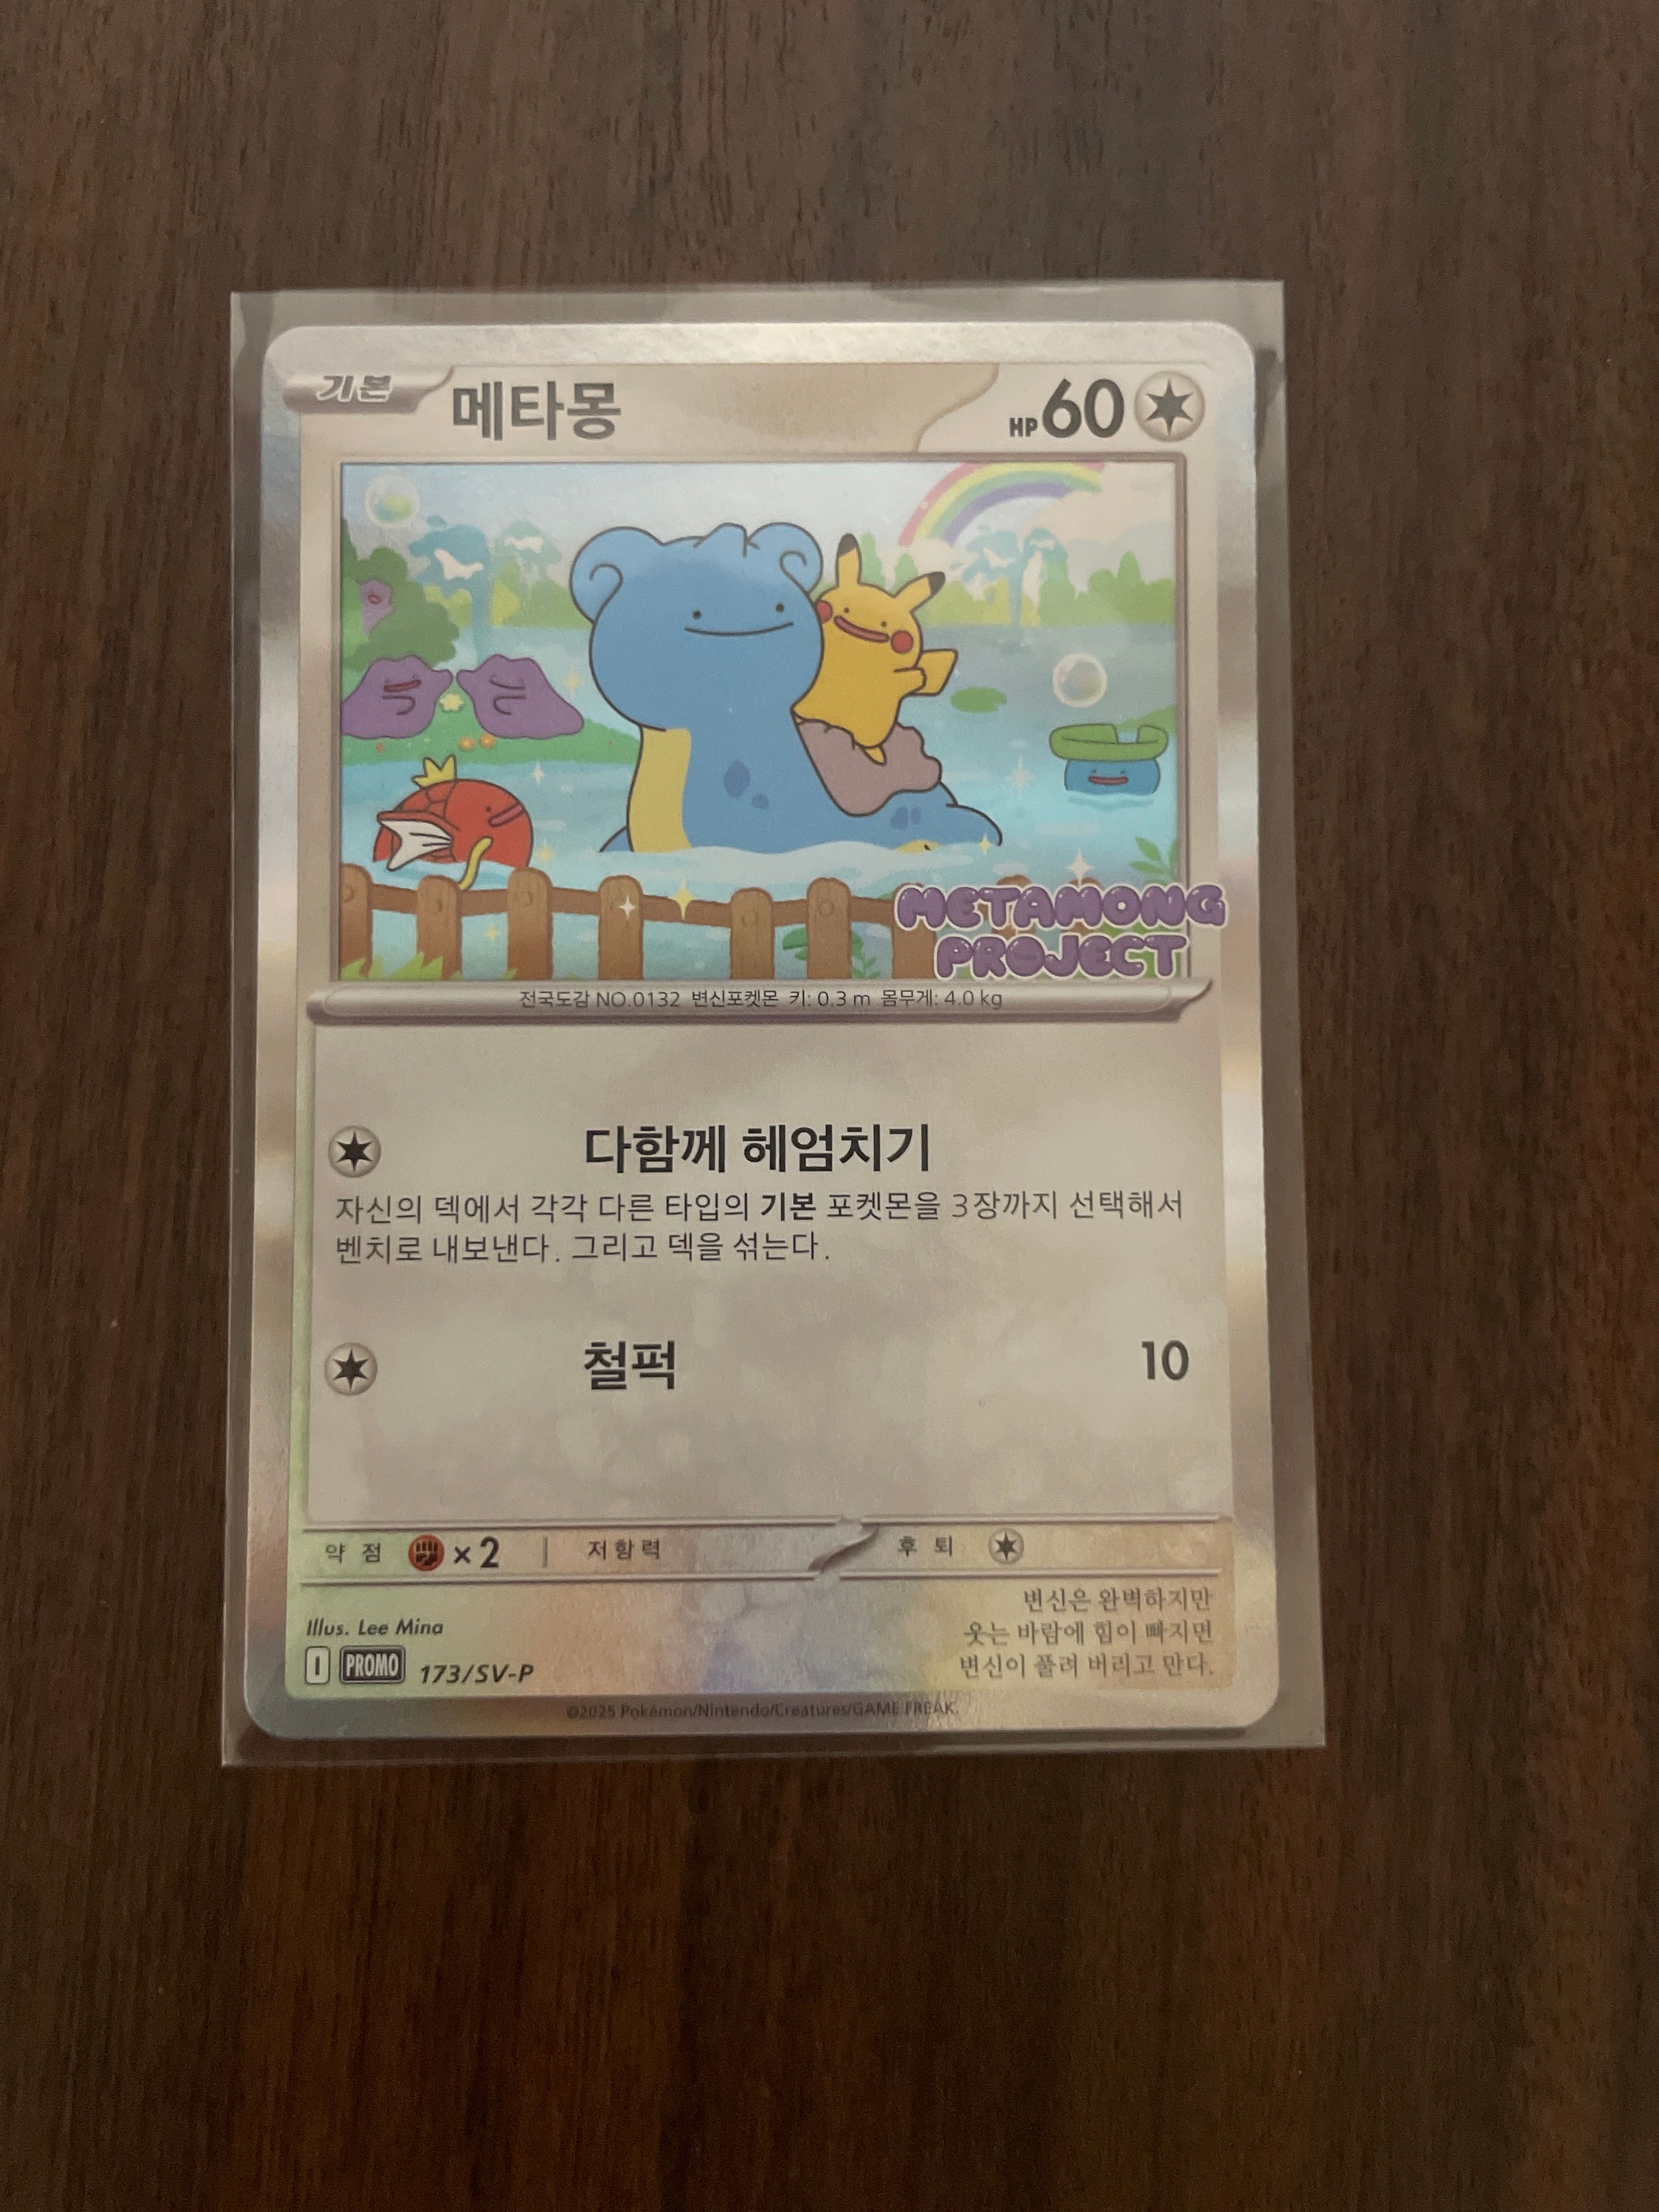 기본
메타몽
HP 60
METAMONG
PROJECT
전국도감 NO.0132 변신포켓몬 키: 0.3 m 몸무게: 4.0 kg
다함께 헤엄치기
자신의 덱에서 각각 다른 타입의 기본 포켓몬을 3장까지 선택해서
벤치로 내보낸다. 그리고 덱을 섞는다.
철퍽 10
약점 ×2 저항력 후퇴
변신은 완벽하지만
웃는 바람에 힘이 빠지면
변신이 풀려 버리고 만다.
Illus. Lee Mina
I PROMO 173/SV-P
©2025 Pokémon/Nintendo/Creatures/GAME FREAK.